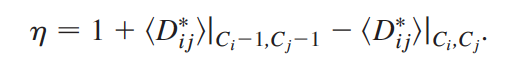 η = 1 + ⟨D*ij⟩|Ci−1,Cj−1 − ⟨D*ij⟩|Ci,Cj.